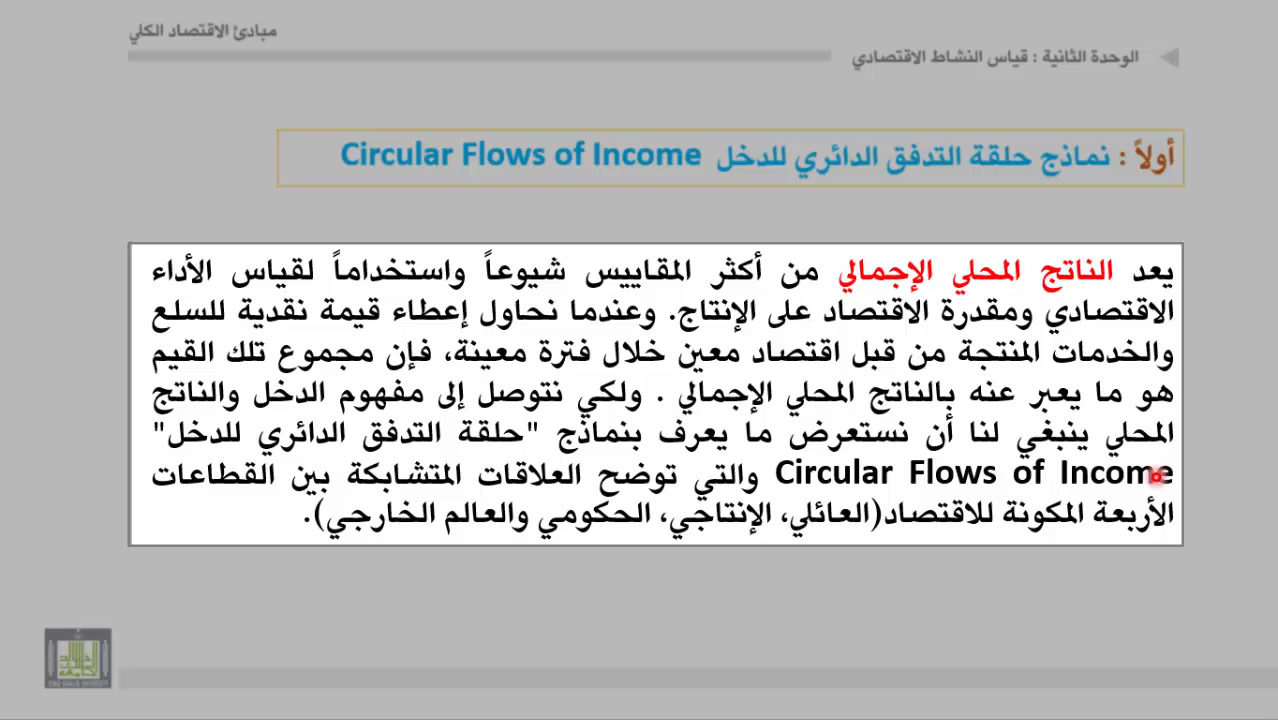 مبادئ الاقتصاد الكلي
الوحدة الثانية : قياس النشاط الاقتصادي
أولاً : نماذج حلقة التدفق الدائري للدخل Circular Flows of Income
يعد الناتج المحلي الإجمالي من أكثر المقاييس شيوعاً واستخداماً لقياس الأداء
الاقتصادي ومقدرة الاقتصاد على الإنتاج. وعندما نحاول إعطاء قيمة نقدية للسلع
والخدمات المنتجة من قبل اقتصاد معين خلال فترة معينة، فإن مجموع تلك القيم
هو ما يعبر عنه بالناتج المحلي الإجمالي . ولكي نتوصل إلى مفهوم الدخل والناتج
المحلي ينبغي لنا أن نستعرض ما يعرف بنماذج "حلقة التدفق الدائري للدخل"
Circular Flows of Income والتي توضح العلاقات المتشابكة بين القطاعات
الأربعة المكونة للاقتصاد(العائلي، الإنتاجي، الحكومي والعالم الخارجي).